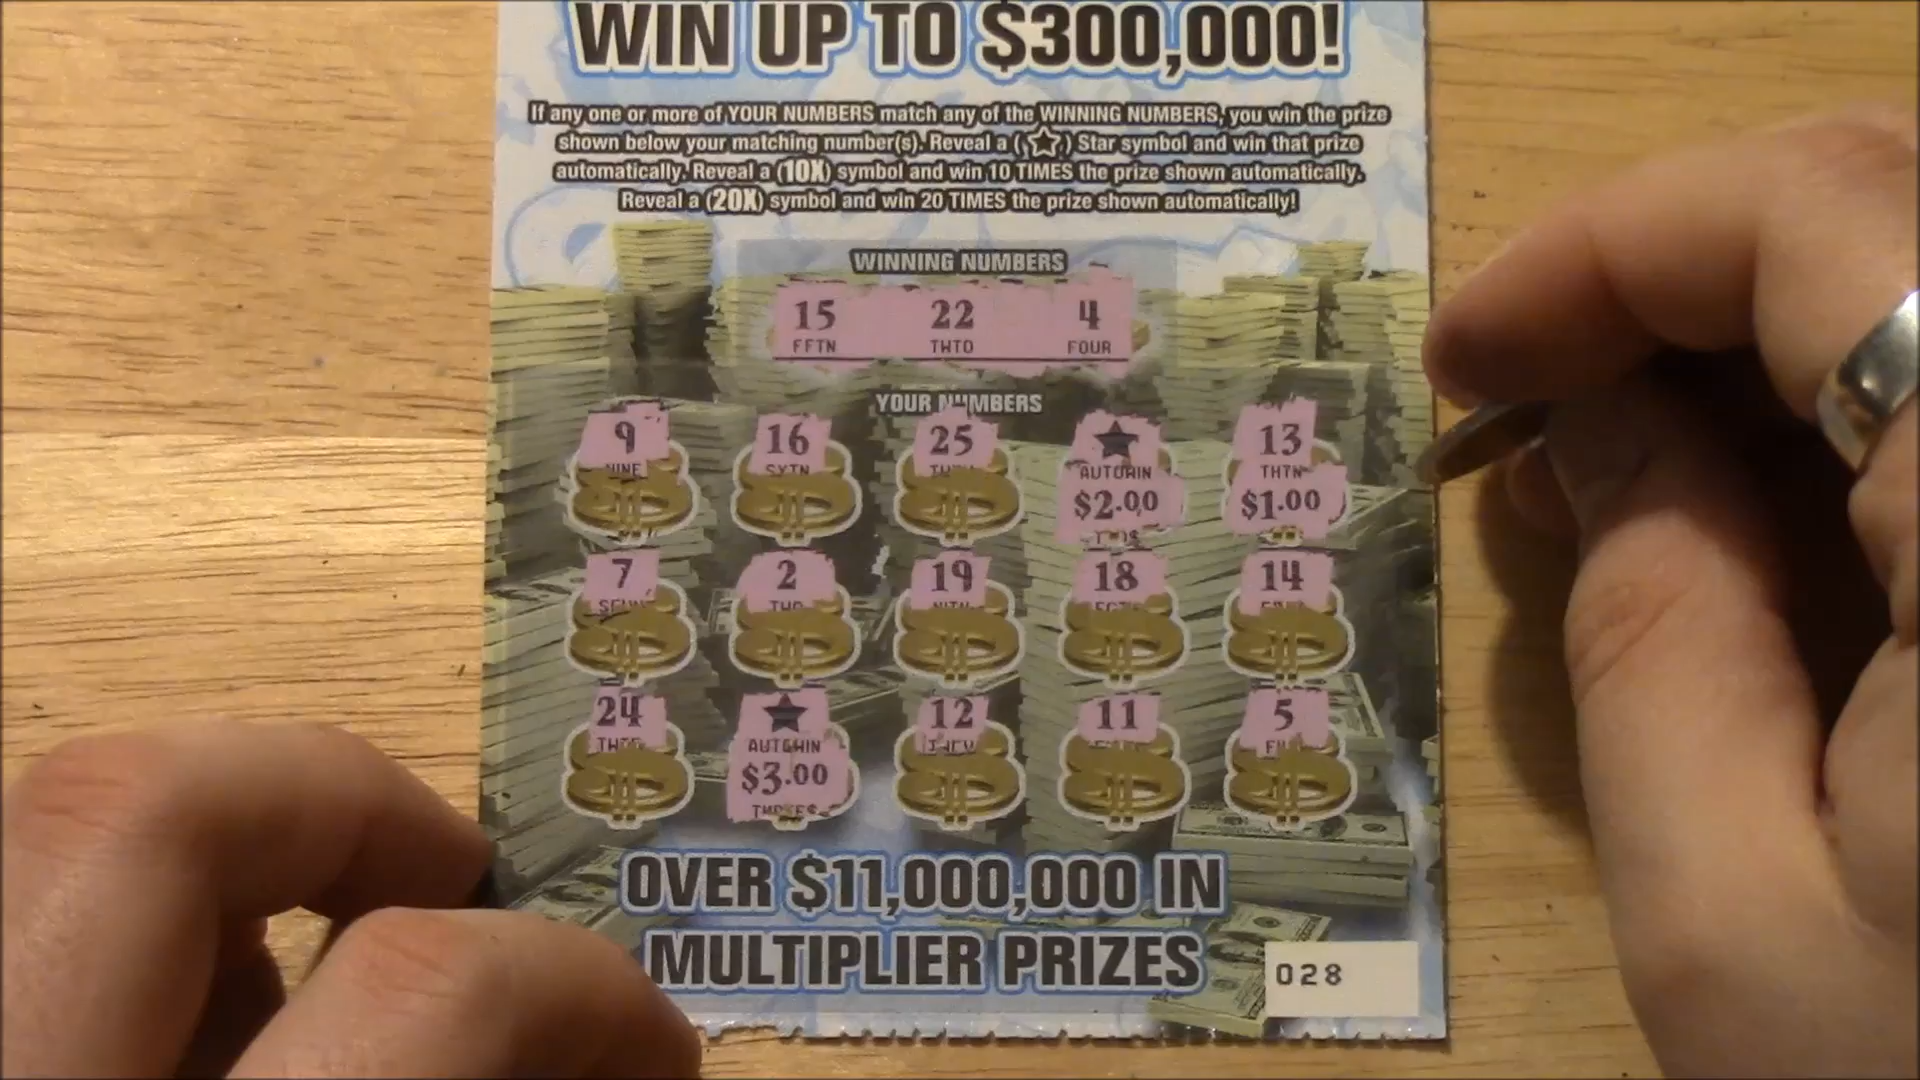 WIN UP TO $300,000!
If any one or more of YOUR NUMBERS match any of the WINNING NUMBERS, you win the prize
shown below your matching number(s). Reveal a (☆) Star symbol and win that prize
automatically. Reveal a (10X) symbol and win 10 TIMES the prize shown automatically.
Reveal a (20X) symbol and win 20 TIMES the prize shown automatically!
WINNING NUMBERS
15 22 4
FFTN TWTO FOUR
YOUR NUMBERS
9 16 25 ★ 13
NINE SXTN AUTOWIN THTN
$2.00 $1.00
7 2 19 18 14
TWO
24 ★ 12 11 5
AUTOWIN
$3.00
OVER $11,000,000 IN
MULTIPLIER PRIZES
028